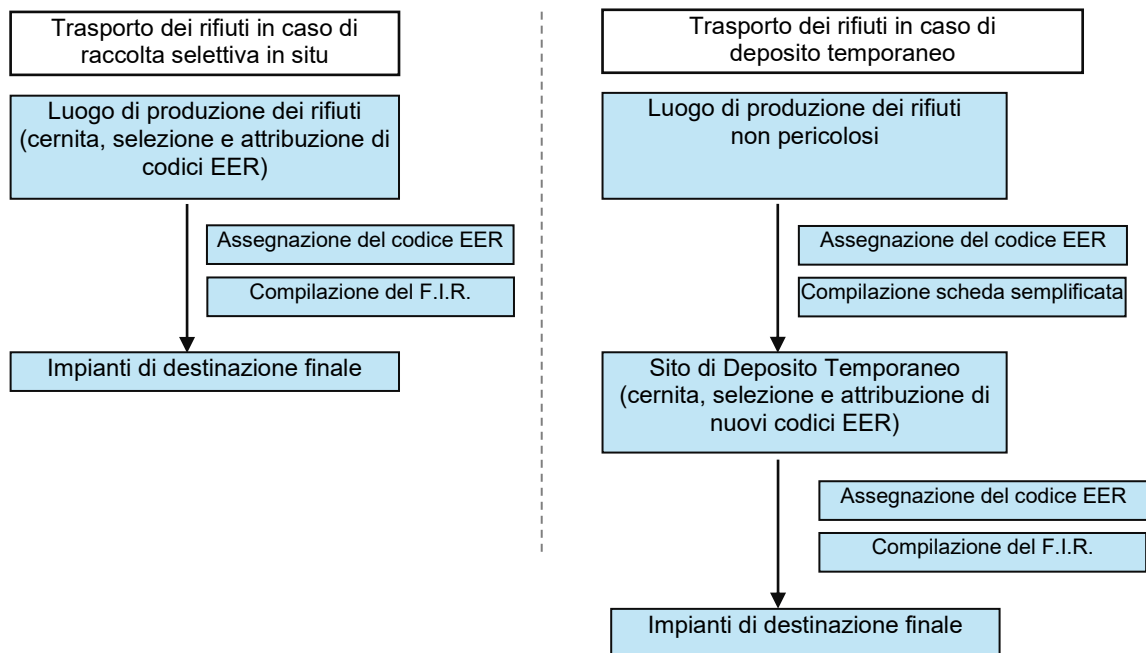 Trasporto dei rifiuti in caso di
raccolta selettiva in situ
Luogo di produzione dei rifiuti
(cernita, selezione e attribuzione di
codici EER)
Assegnazione del codice EER
Compilazione del F.I.R.
Impianti di destinazione finale
Trasporto dei rifiuti in caso di
deposito temporaneo
Luogo di produzione dei rifiuti
non pericolosi
Assegnazione del codice EER
Compilazione scheda semplificata
Sito di Deposito Temporaneo
(cernita, selezione e attribuzione di
nuovi codici EER)
Assegnazione del codice EER
Compilazione del F.I.R.
Impianti di destinazione finale